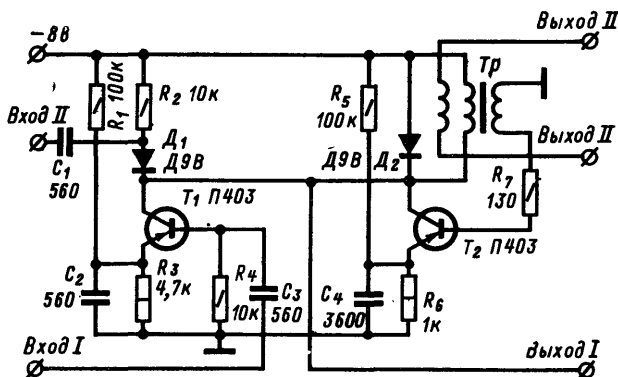 -8В
Выход II
R1 100к
R2 10к
R5 100к
Тр
Вход II
C1 560
Д1 Д9В
Д9В Д2
Выход II
R7 130
T1 П403
T2 П403
C2 560
R3 4,7к
R4 10к
C3 560
C4 3600
R6 1к
Вход I
Выход I